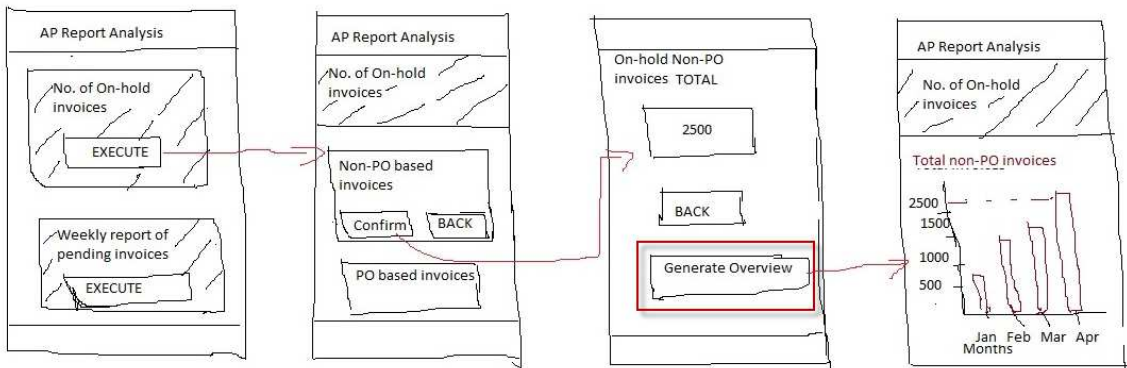 AP Report Analysis
No. of On-hold
invoices
EXECUTE
Weekly report of
pending invoices
EXECUTE
AP Report Analysis
No. of On-hold
invoices
Non-PO based
invoices
Confirm
BACK
PO based invoices
On-hold Non-PO
invoices TOTAL
2500
BACK
Generate Overview
AP Report Analysis
No. of On-hold
invoices
Total non-PO invoices
2500
1500
1000
500
Jan Feb Mar Apr
Months